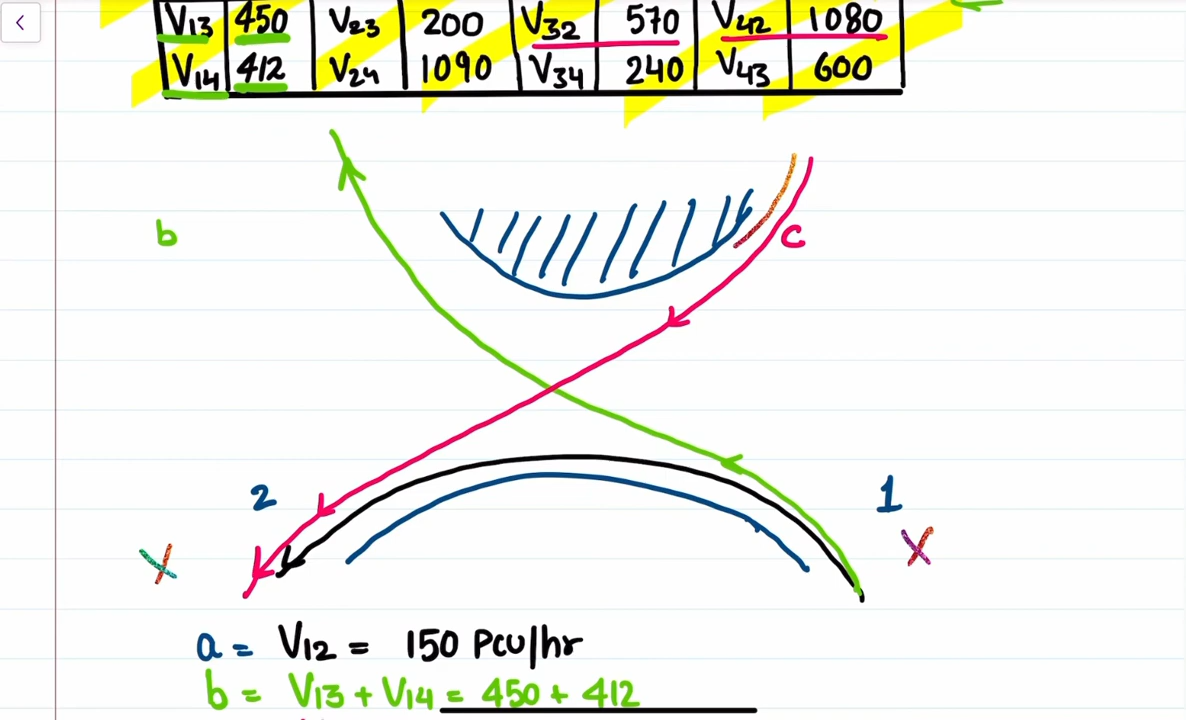 V13 450 V23 200 V32 570 V42 1080
V14 412 V24 1090 V34 240 V43 600
b
c
2 1
X X
a = V12 = 150 PCU/hr
b = V13 + V14 = 450 + 412